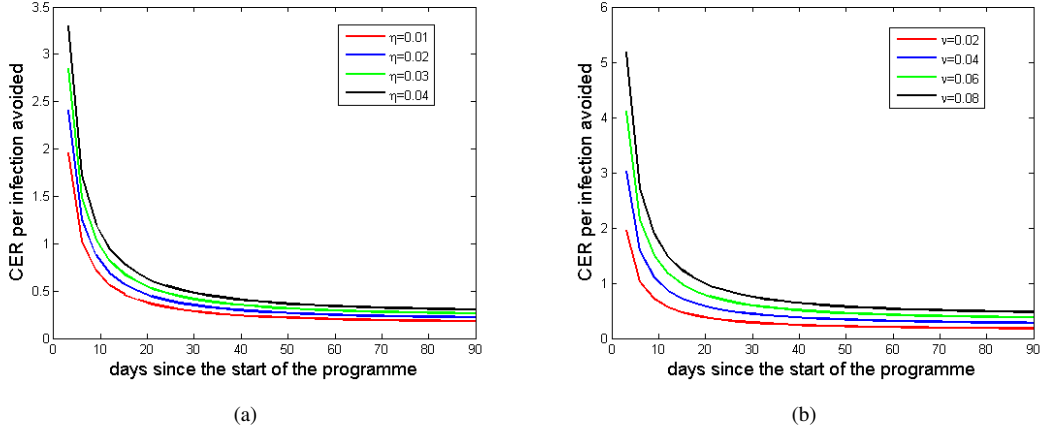 CER per infection avoided
3.5
3
2.5
2
1.5
1
0.5
0
0 10 20 30 40 50 60 70 80 90
days since the start of the programme
η=0.01
η=0.02
η=0.03
η=0.04
(a)
CER per infection avoided
6
5
4
3
2
1
0
0 10 20 30 40 50 60 70 80 90
days since the start of the programme
ν=0.02
ν=0.04
ν=0.06
ν=0.08
(b)